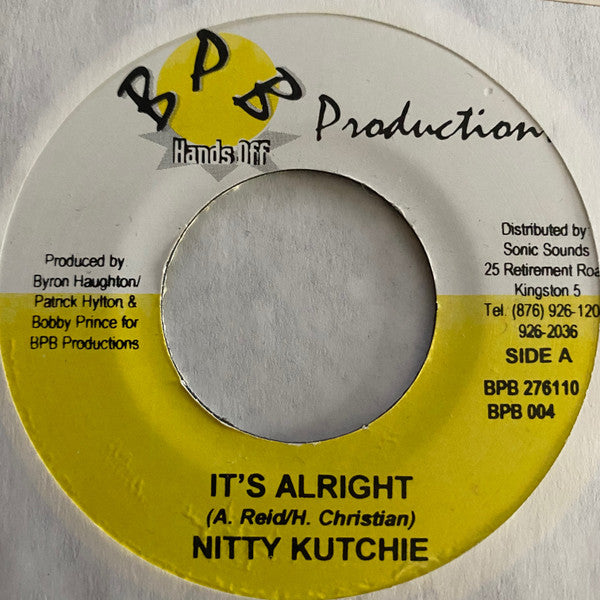 BPB
Production
Hands Off
Produced by
Byron Haughton/
Patrick Hylton &
Bobby Prince for
BPB Productions
Distributed by
Sonic Sounds
25 Retirement Roa
Kingston 5
Tel. (876) 926-120
926-2036
SIDE A
BPB 276110
BPB 004
IT'S ALRIGHT
(A. Reid/H. Christian)
NITTY KUTCHIE